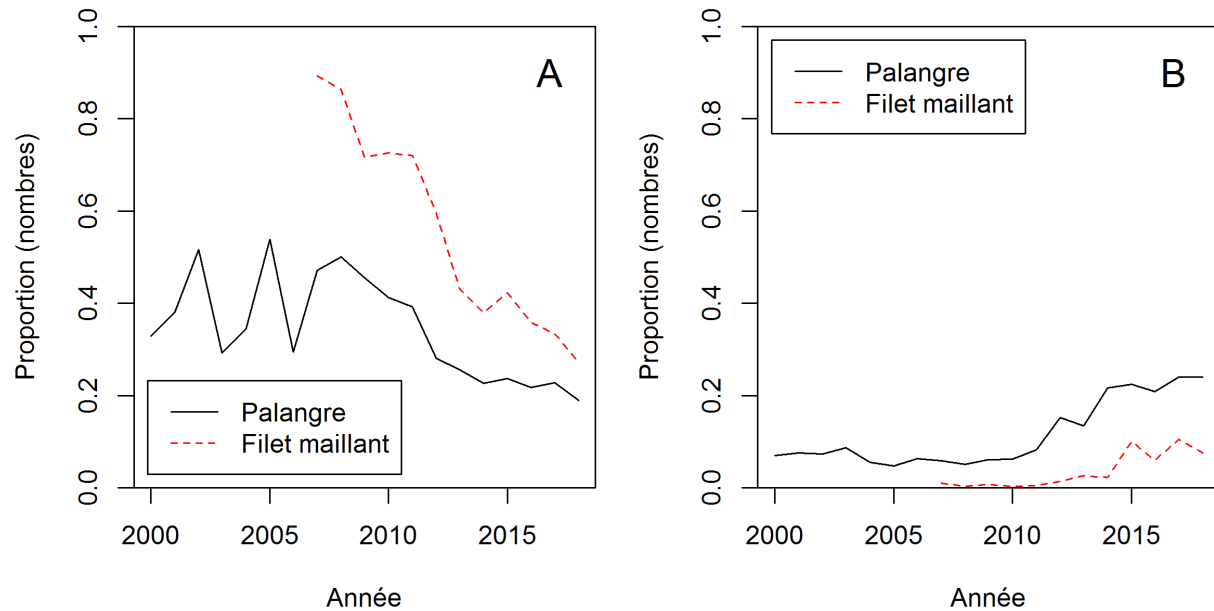 A
Proportion (nombres)
1.0
0.8
0.6
0.4
0.2
0.0
Palangre
Filet maillant
2000 2005 2010 2015
Année
B
Proportion (nombres)
1.0
0.8
0.6
0.4
0.2
0.0
Palangre
Filet maillant
2000 2005 2010 2015
Année